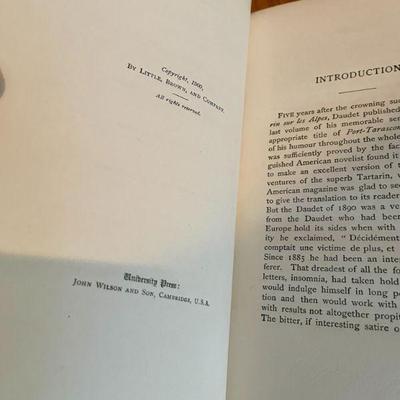 Copyright, 1900,
By Little, Brown, and Company.
All rights reserved.
University Press:
John Wilson and Son, Cambridge, U.S.A.
INTRODUCTION
Five years after the crowning suc
rin sur les Alpes, Daudet published
last volume of his memorable ser
appropriate title of Port-Tarascon
of his humour throughout the whole
was sufficiently proved by the fac
guished American novelist found it
to make an excellent version of t
ventures of the superb Tartarin, w
American magazine was glad to sec
to give the translation to its reader
But the Daudet of 1890 was a ve
from the Daudet who had been
Europe hold its sides when with
ity he exclaimed, "Décidément
comptait une victime de plus, et
Since 1885 he had been an inter
ferer. That dreadest of all the fo
letters, insomnia, had taken hold
would indulge himself in long pe
tion and then would work with
with results not altogether propit
The bitter, if interesting satire o